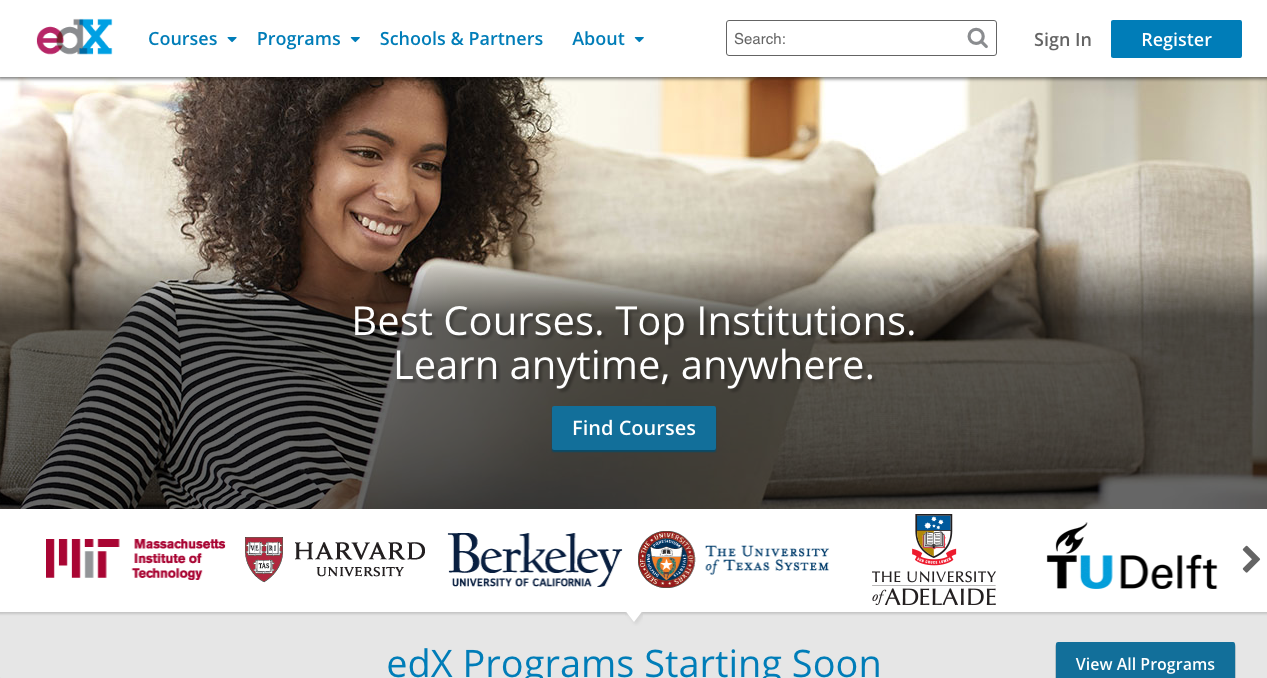 edX
Courses
Programs
Schools & Partners
About
Search:
Sign In
Register
Best Courses. Top Institutions.
Learn anytime, anywhere.
Find Courses
MIT
Massachusetts
Institute of
Technology
VE RI
TAS
HARVARD
UNIVERSITY
Berkeley
UNIVERSITY OF CALIFORNIA
THE UNIVERSITY
of TEXAS SYSTEM
THE UNIVERSITY
of ADELAIDE
TU Delft
edX Programs Starting Soon
View All Programs